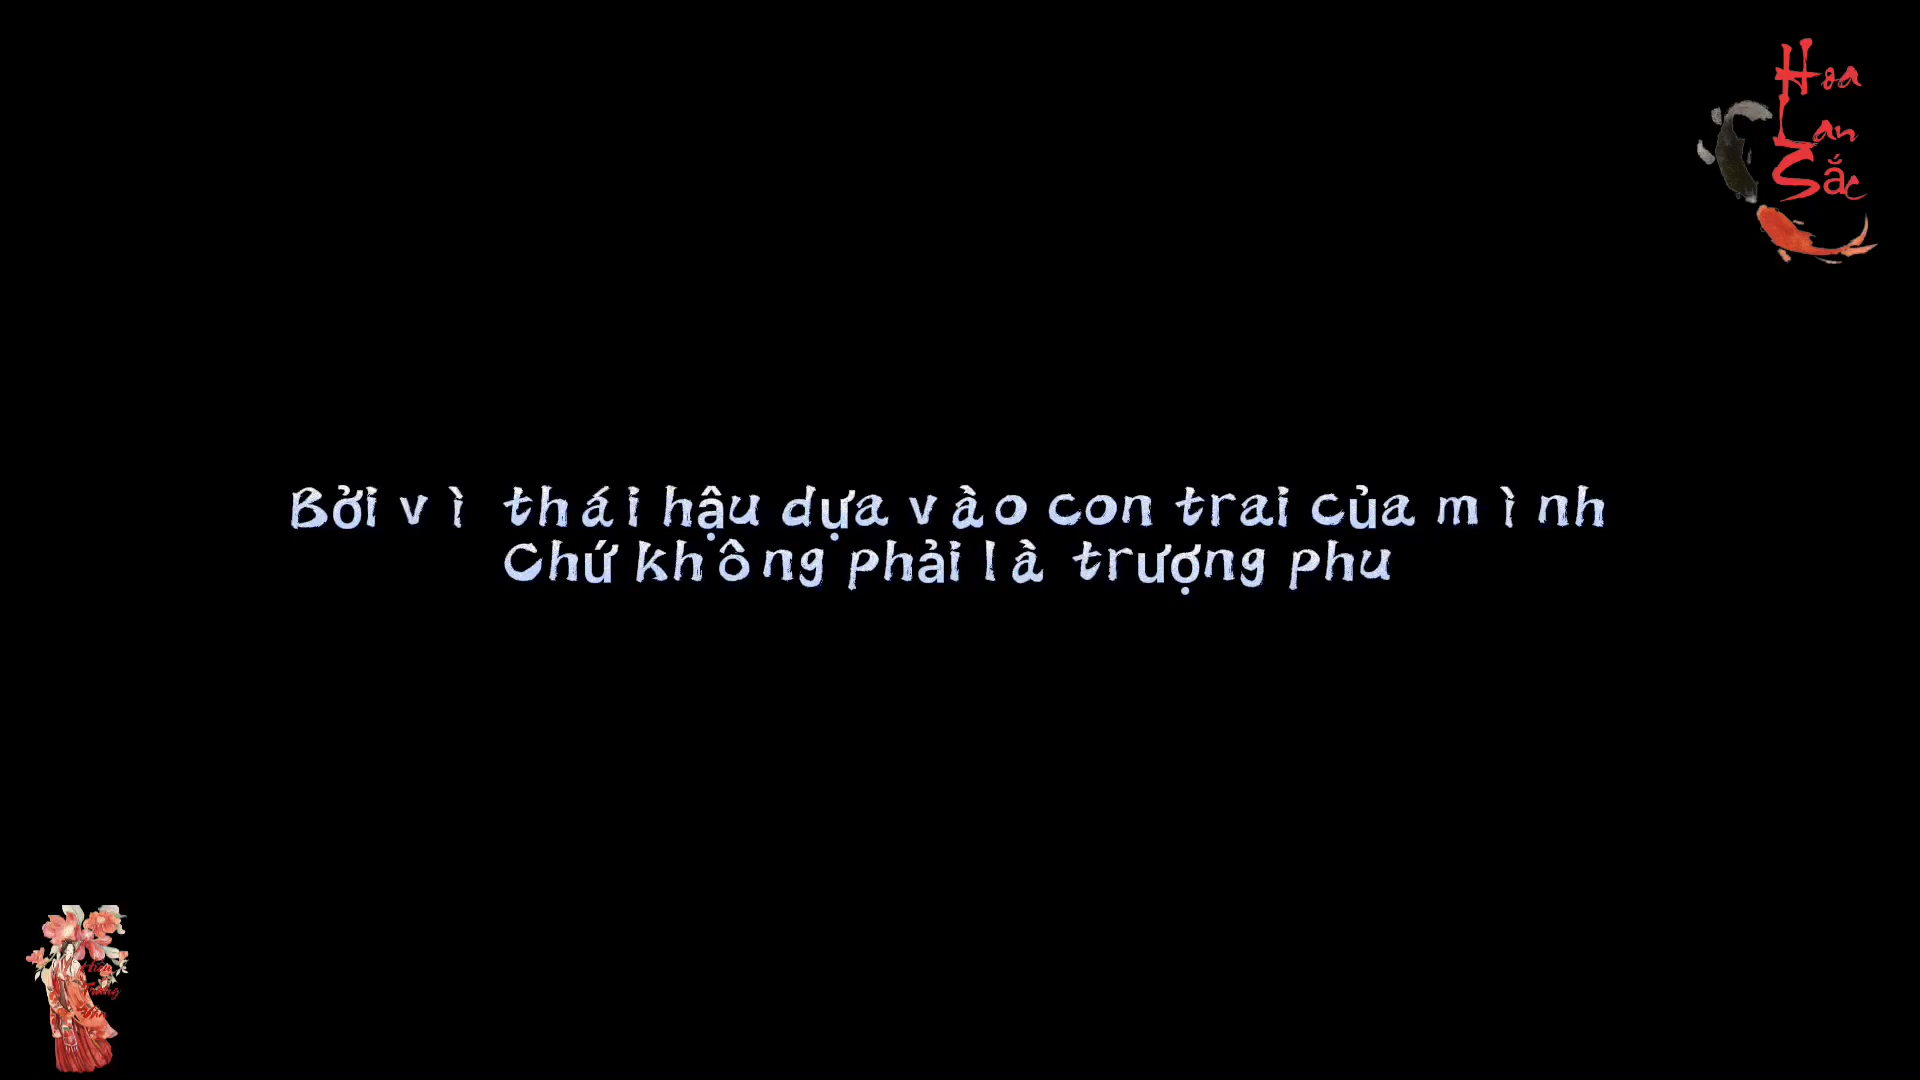 Hoa
Lan
Sắc
Bởi vì thái hậu dựa vào con trai của mình
Chứ không phải là trượng phu